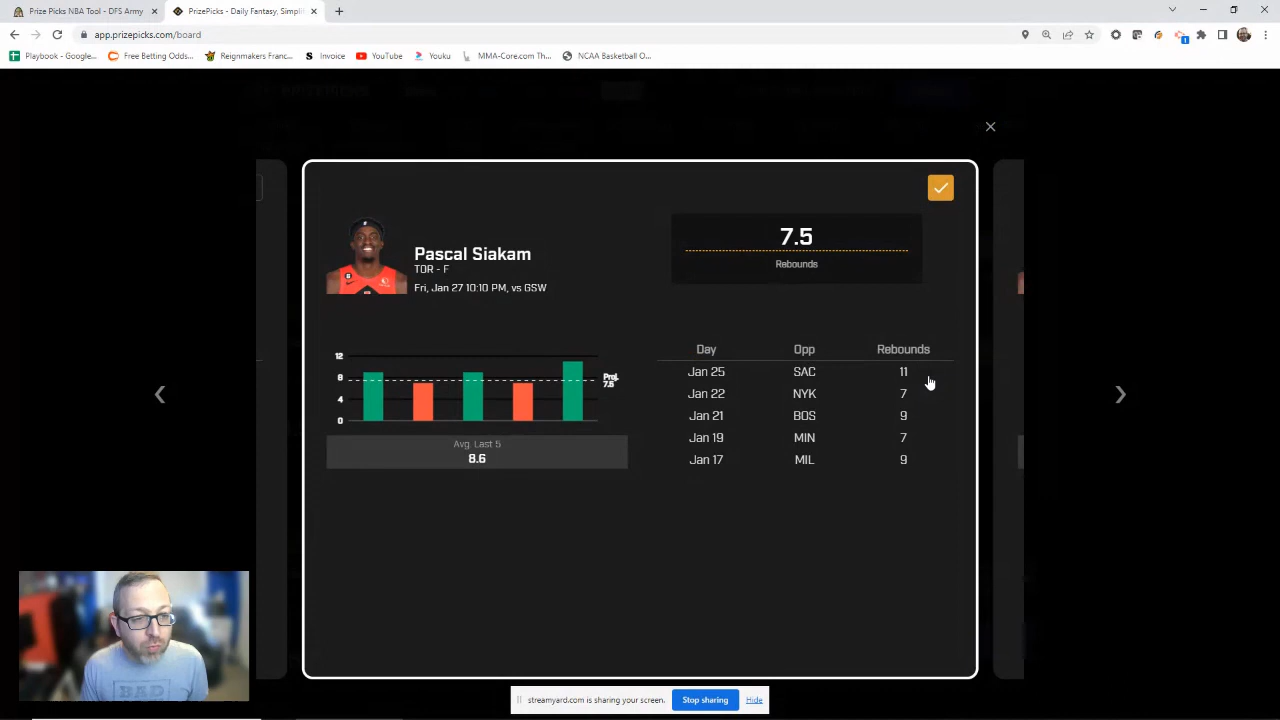 Prize Picks NBA Tool - DFS Army
PrizePicks - Daily Fantasy, Simplifi
app.prizepicks.com/board
Playbook - Google...
Free Betting Odds...
Reignmakers Franc...
Invoice
YouTube
Youku
MMA-Core.com Th...
NCAA Basketball O...
Pascal Siakam
TOR - F
Fri, Jan 27 10:10 PM, vs GSW
7.5
Rebounds
12
8
4
0
Proj.
7.5
Avg. Last 5
8.6
Day Opp Rebounds
Jan 25 SAC 11
Jan 22 NYK 7
Jan 21 BOS 9
Jan 19 MIN 7
Jan 17 MIL 9
BAD
streamyard.com is sharing your screen. Stop sharing Hide